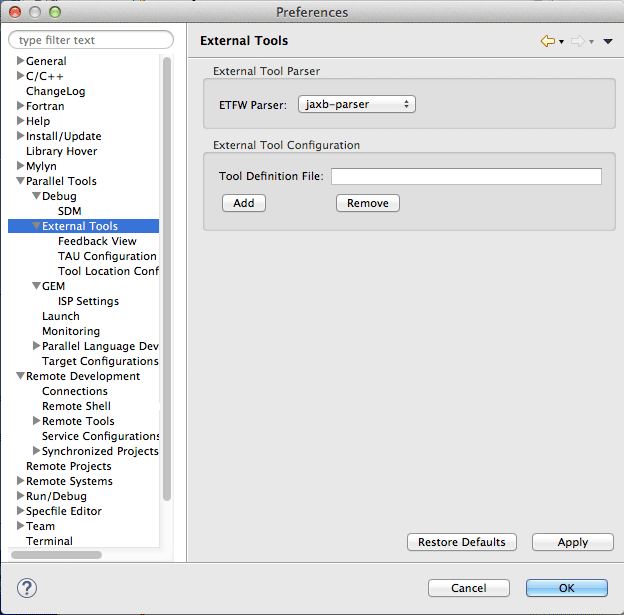 Preferences
type filter text
General
C/C++
ChangeLog
Fortran
Help
Install/Update
Library Hover
Mylyn
Parallel Tools
Debug
SDM
External Tools
Feedback View
TAU Configuration
Tool Location Conf
GEM
ISP Settings
Launch
Monitoring
Parallel Language Dev
Target Configurations
Remote Development
Connections
Remote Shell
Remote Tools
Service Configurations
Synchronized Projects
Remote Projects
Remote Systems
Run/Debug
Specfile Editor
Team
Terminal
External Tools
External Tool Parser
ETFW Parser: jaxb-parser
External Tool Configuration
Tool Definition File:
Add Remove
Restore Defaults Apply
? Cancel OK